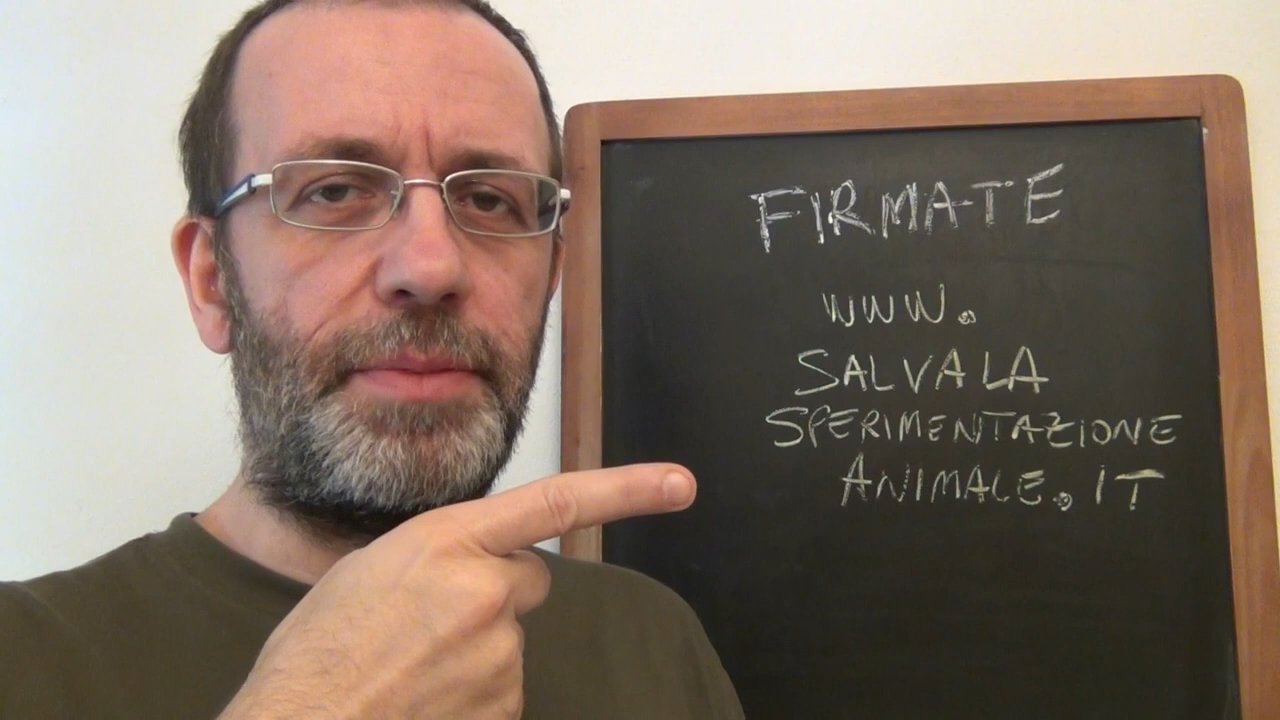 FIRMATE
WWW.
SALVALA
SPERIMENTAZIONE
ANIMALE.IT